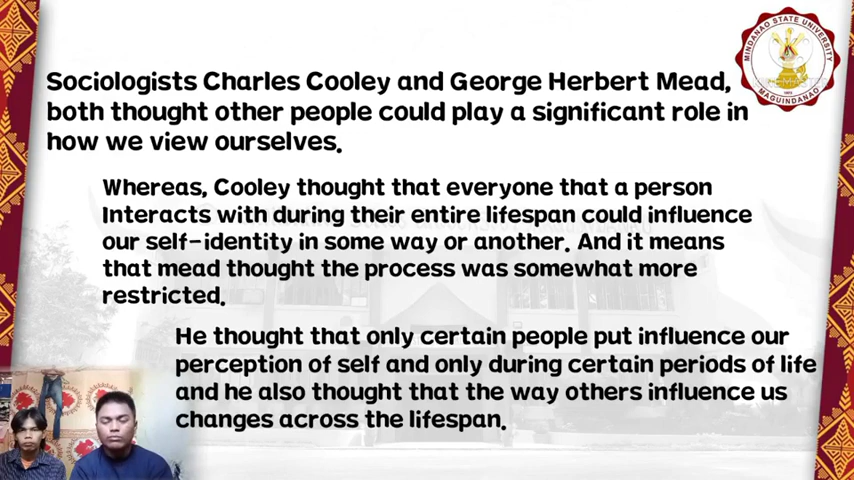 MINDANAO STATE UNIVERSITY
MAGUINDANAO
Sociologists Charles Cooley and George Herbert Mead,
both thought other people could play a significant role in
how we view ourselves.
Whereas, Cooley thought that everyone that a person
Interacts with during their entire lifespan could influence
our self-identity in some way or another. And it means
that mead thought the process was somewhat more
restricted.
He thought that only certain people put influence our
perception of self and only during certain periods of life
and he also thought that the way others influence us
changes across the lifespan.